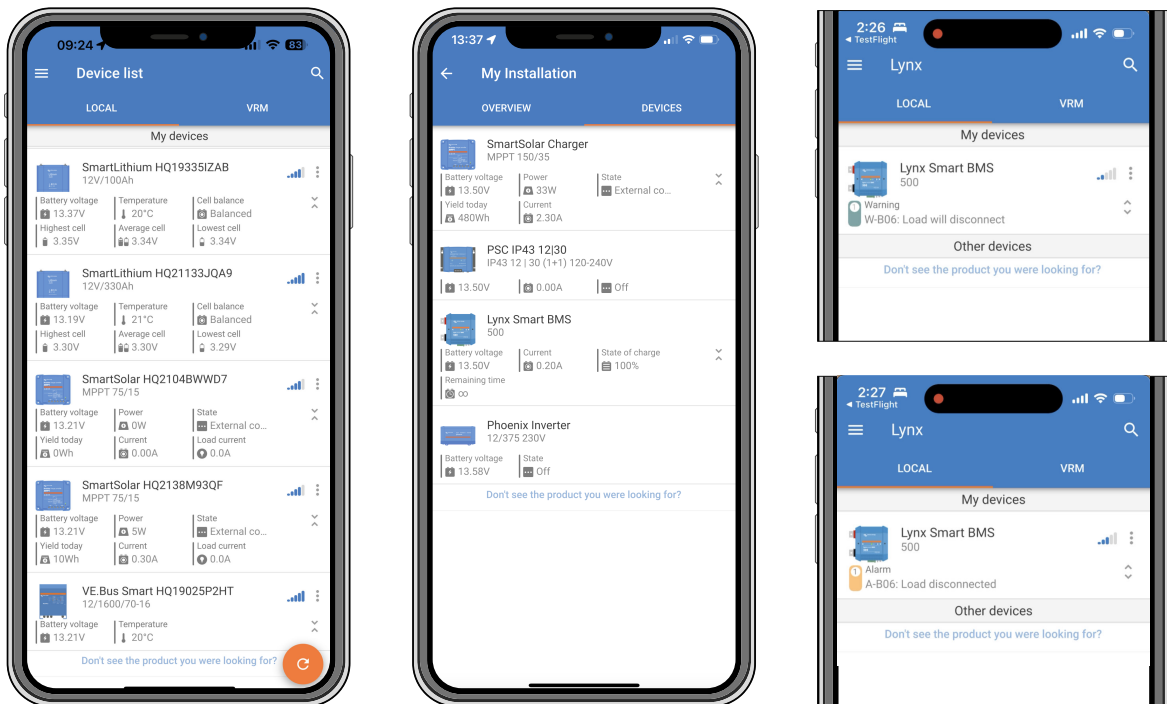 09:24
83
Device list
LOCAL VRM
My devices
SmartLithium HQ19335IZAB
12V/100Ah
Battery voltage Temperature Cell balance
13.37V 20°C Balanced
Highest cell Average cell Lowest cell
3.35V 3.34V 3.34V
SmartLithium HQ21133JQA9
12V/330Ah
Battery voltage Temperature Cell balance
13.19V 21°C Balanced
Highest cell Average cell Lowest cell
3.30V 3.30V 3.29V
SmartSolar HQ2104BWWD7
MPPT 75/15
Battery voltage Power State
13.21V 0W External co...
Yield today Current Load current
0Wh 0.00A 0.0A
SmartSolar HQ2138M93QF
MPPT 75/15
Battery voltage Power State
13.21V 5W External co...
Yield today Current Load current
10Wh 0.30A 0.0A
VE.Bus Smart HQ19025P2HT
12/1600/70-16
Battery voltage Temperature
13.21V 20°C
Don't see the product you were looking for?
13:37
My Installation
OVERVIEW DEVICES
SmartSolar Charger
MPPT 150/35
Battery voltage Power State
13.50V 33W External co...
Yield today Current
480Wh 2.30A
PSC IP43 12|30
IP43 12 | 30 (1+1) 120-240V
13.50V 0.00A Off
Lynx Smart BMS
500
Battery voltage Current State of charge
13.50V 0.20A 100%
Remaining time
∞
Phoenix Inverter
12/375 230V
Battery voltage State
13.58V Off
Don't see the product you were looking for?
2:26
◀ TestFlight
Lynx
LOCAL VRM
My devices
Lynx Smart BMS
500
1 Warning
W-B06: Load will disconnect
Other devices
Don't see the product you were looking for?
2:27
◀ TestFlight
Lynx
LOCAL VRM
My devices
Lynx Smart BMS
500
1 Alarm
A-B06: Load disconnected
Other devices
Don't see the product you were looking for?